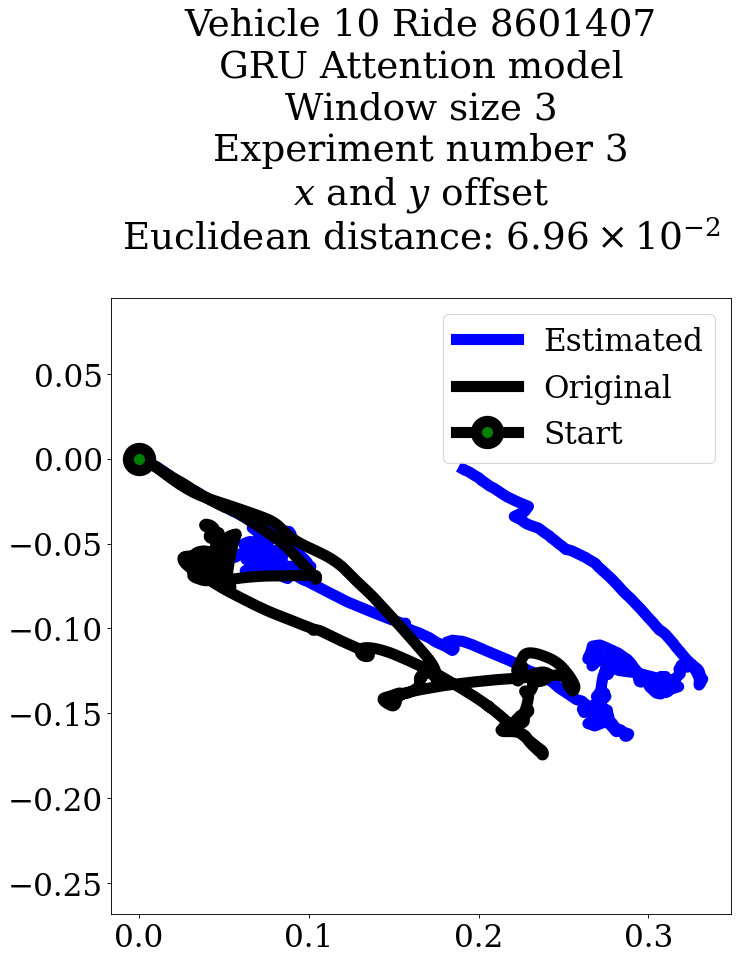 Vehicle 10 Ride 8601407
GRU Attention model
Window size 3
Experiment number 3
x and y offset
Euclidean distance: 6.96 × 10⁻²
Estimated
Original
Start
0.05
0.00
−0.05
−0.10
−0.15
−0.20
−0.25
0.0 0.1 0.2 0.3